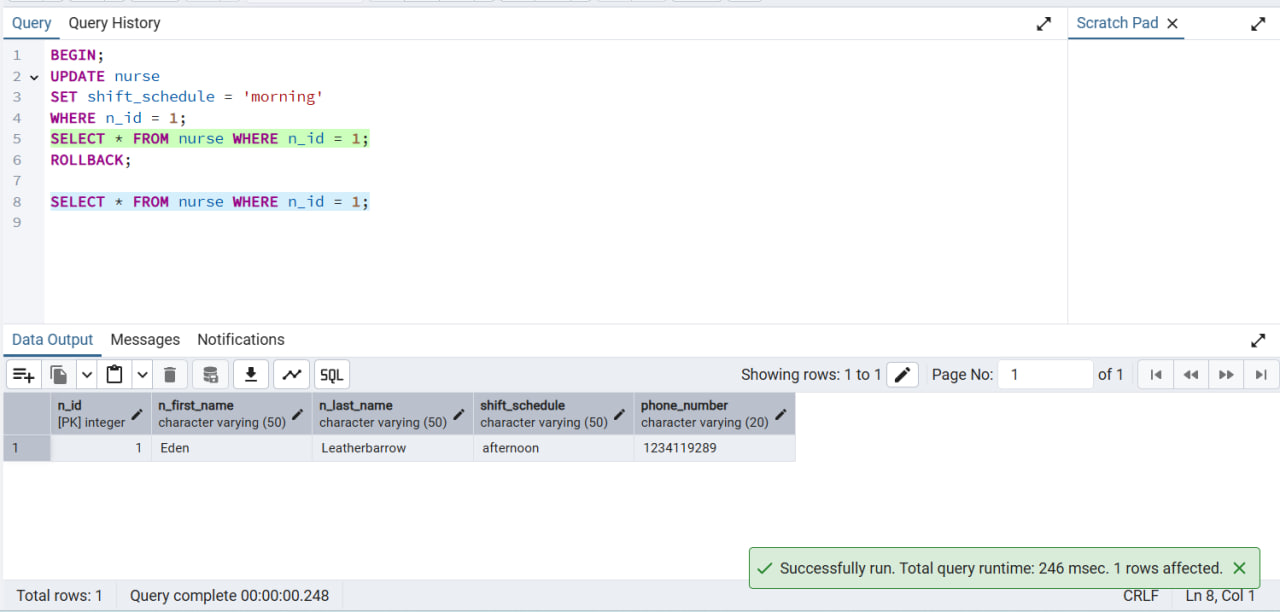 Query Query History Scratch Pad
1 BEGIN;
2 UPDATE nurse
3 SET shift_schedule = 'morning'
4 WHERE n_id = 1;
5 SELECT * FROM nurse WHERE n_id = 1;
6 ROLLBACK;
7
8 SELECT * FROM nurse WHERE n_id = 1;
9
Data Output Messages Notifications
SQL Showing rows: 1 to 1 Page No: 1 of 1
n_id n_first_name n_last_name shift_schedule phone_number
[PK] integer character varying (50) character varying (50) character varying (50) character varying (20)
1 1 Eden Leatherbarrow afternoon 1234119289
Successfully run. Total query runtime: 246 msec. 1 rows affected.
Total rows: 1 Query complete 00:00:00.248 CRLF Ln 8, Col 1